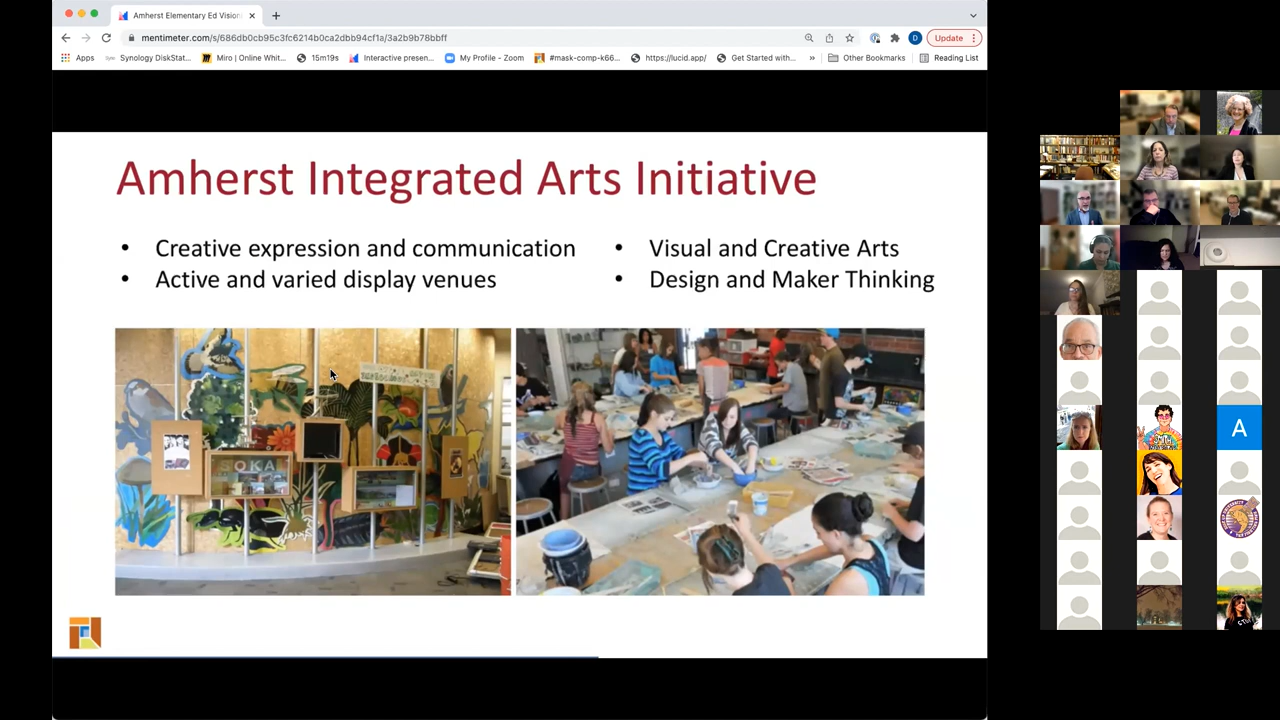 Amherst Elementary Ed Vision
mentimeter.com/s/686db0cb95c3fc6214b0ca2dbb94cf1a/3a2b9b78bbff
Update
Apps
Synology DiskStat...
Miro | Online Whit...
15m19s
Interactive presen...
My Profile - Zoom
#mask-comp-k66...
https://lucid.app/
Get Started with...
»
Other Bookmarks
Reading List
D
Amherst Integrated Arts Initiative
• Creative expression and communication
• Active and varied display venues
• Visual and Creative Arts
• Design and Maker Thinking
SOKA
A